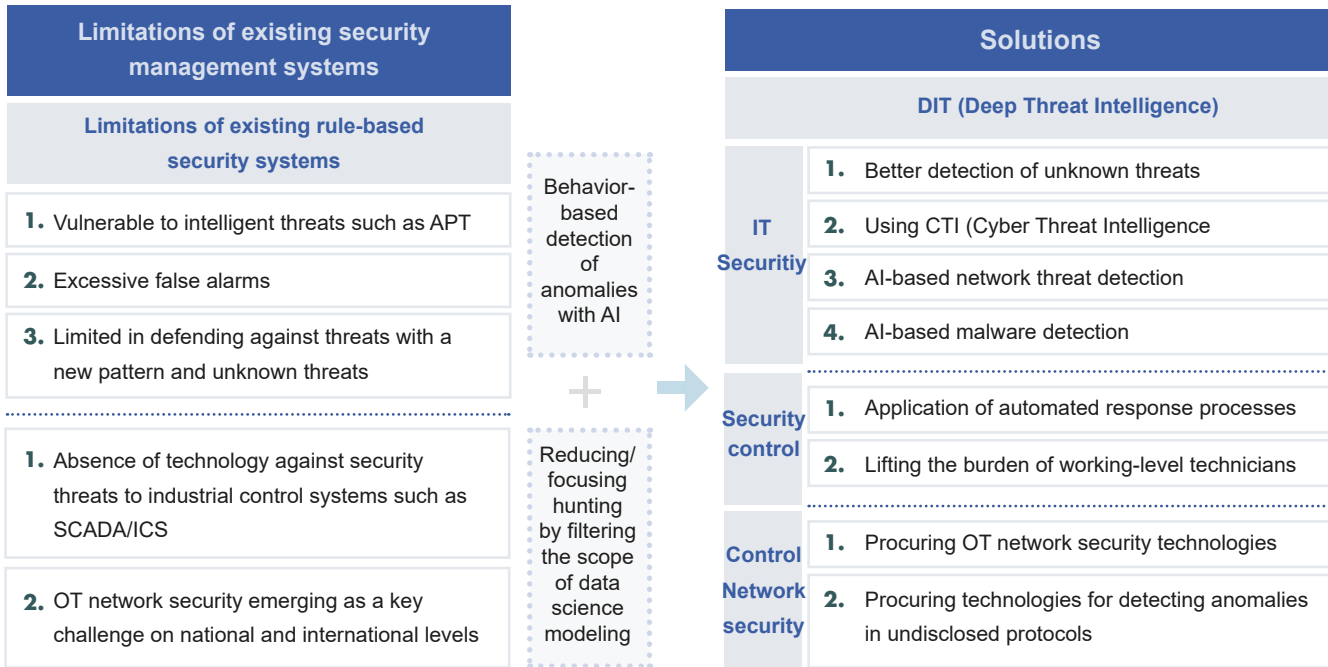 Limitations of existing security
management systems
Limitations of existing rule-based
security systems
1. Vulnerable to intelligent threats such as APT
2. Excessive false alarms
3. Limited in defending against threats with a
new pattern and unknown threats
1. Absence of technology against security
threats to industrial control systems such as
SCADA/ICS
2. OT network security emerging as a key
challenge on national and international levels
Behavior-
based
detection
of
anomalies
with AI
+
Reducing/
focusing
hunting
by filtering
the scope
of data
science
modeling
Solutions
DIT (Deep Threat Intelligence)
IT
Securitiy
1. Better detection of unknown threats
2. Using CTI (Cyber Threat Intelligence
3. AI-based network threat detection
4. AI-based malware detection
Security
control
1. Application of automated response processes
2. Lifting the burden of working-level technicians
Control
Network
security
1. Procuring OT network security technologies
2. Procuring technologies for detecting anomalies
in undisclosed protocols